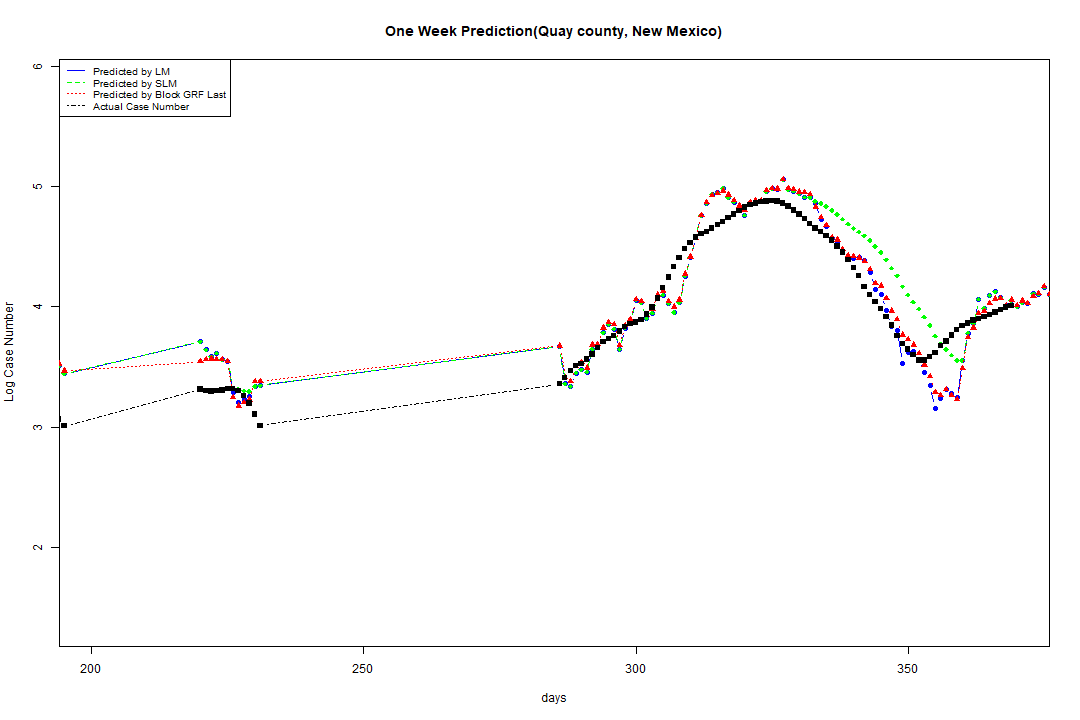 One Week Prediction(Quay county, New Mexico)
Predicted by LM
Predicted by SLM
Predicted by Block GRF Last
Actual Case Number
Log Case Number
6
5
4
3
2
200
250
300
350
days